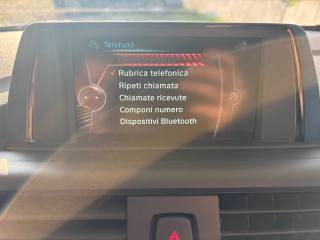 Telefono
Rubrica telefonica
Ripeti chiamata
Chiamate ricevute
Componi numero
Dispositivi Bluetooth